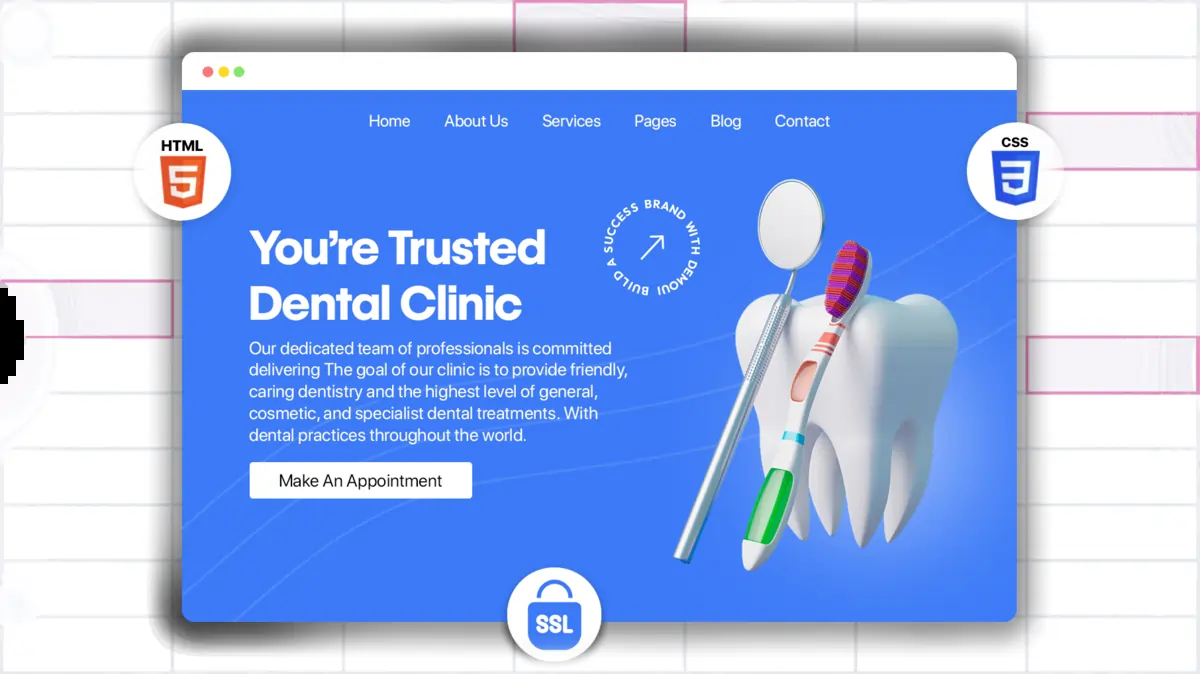 Home About Us Services Pages Blog Contact
HTML
5
CSS
3
BUILD A SUCCESS BRAND WITH DEMOUI
You’re Trusted
Dental Clinic
Our dedicated team of professionals is committed
delivering The goal of our clinic is to provide friendly,
caring dentistry and the highest level of general,
cosmetic, and specialist dental treatments. With
dental practices throughout the world.
Make An Appointment
SSL